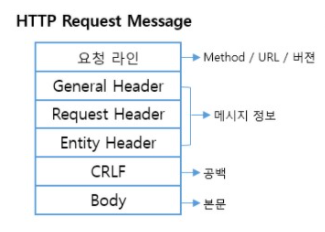 HTTP Request Message
요청 라인
Method / URL / 버젼
General Header
Request Header
메시지 정보
Entity Header
CRLF
공백
Body
본문